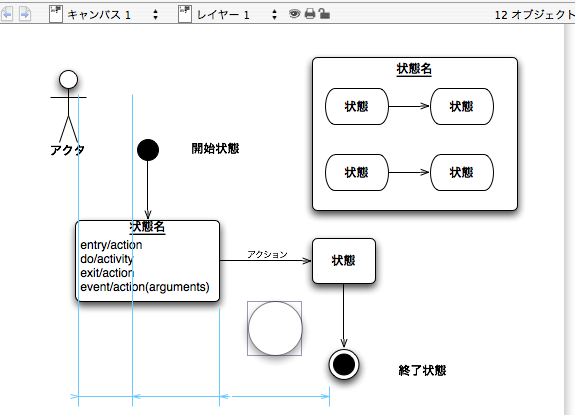 キャンバス 1
レイヤー 1
12 オブジェクト
状態名
状態
状態
アクタ
開始状態
状態
状態
状態名
entry/action
do/activity
exit/action
event/action(arguments)
アクション
状態
終了状態